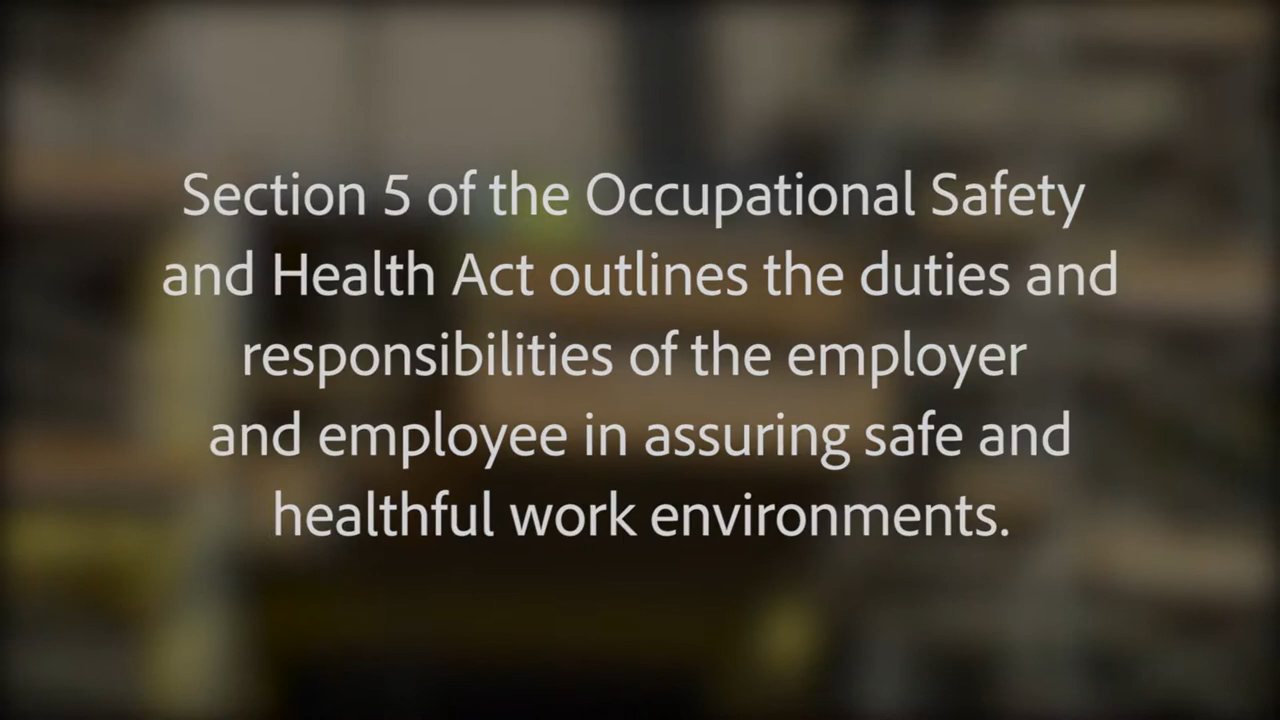 Section 5 of the Occupational Safety
and Health Act outlines the duties and
responsibilities of the employer
and employee in assuring safe and
healthful work environments.